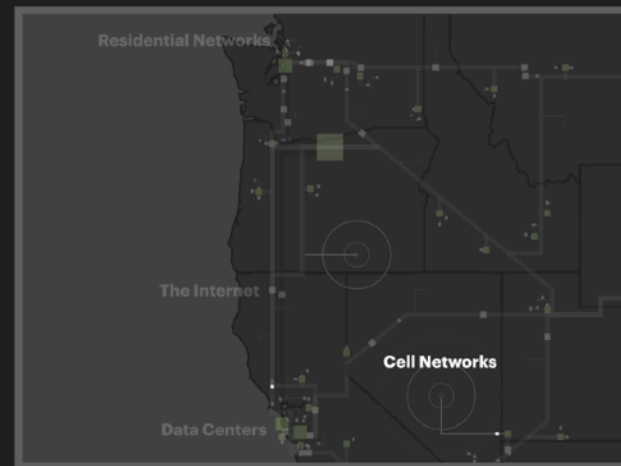 Residential Networks
The Internet
Cell Networks
Data Centers